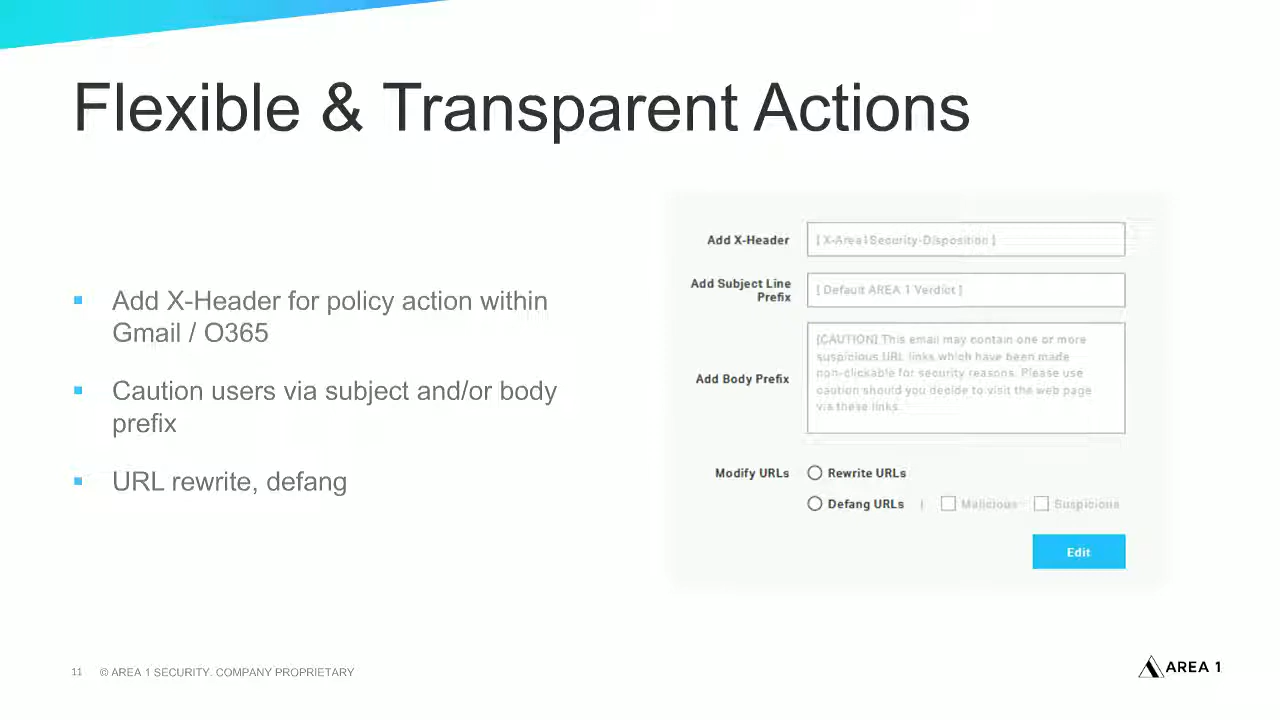 Flexible & Transparent Actions
▪ Add X-Header for policy action within
Gmail / O365
▪ Caution users via subject and/or body
prefix
▪ URL rewrite, defang
Add X-Header
[ X-Area1Security-Disposition ]
Add Subject Line
Prefix
[ Default AREA 1 Verdict ]
Add Body Prefix
[CAUTION] This email may contain one or more
suspicious URL links which have been made
non-clickable for security reasons. Please use
caution should you decide to visit the web page
via these links.
Modify URLs
Rewrite URLs
Defang URLs | Malicious Suspicious
Edit
11 © AREA 1 SECURITY. COMPANY PROPRIETARY
AREA 1